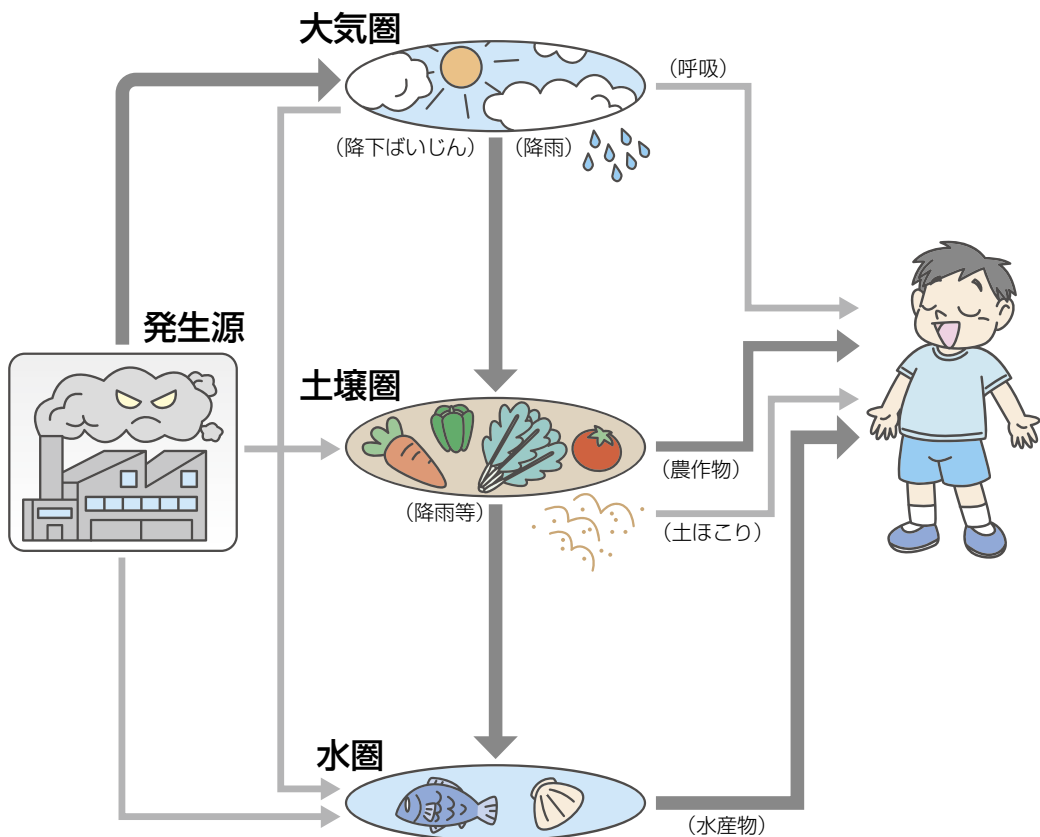 大気圏
（呼吸）
（降下ばいじん）
（降雨）
発生源
土壌圏
（農作物）
（降雨等）
（土ほこり）
水圏
（水産物）